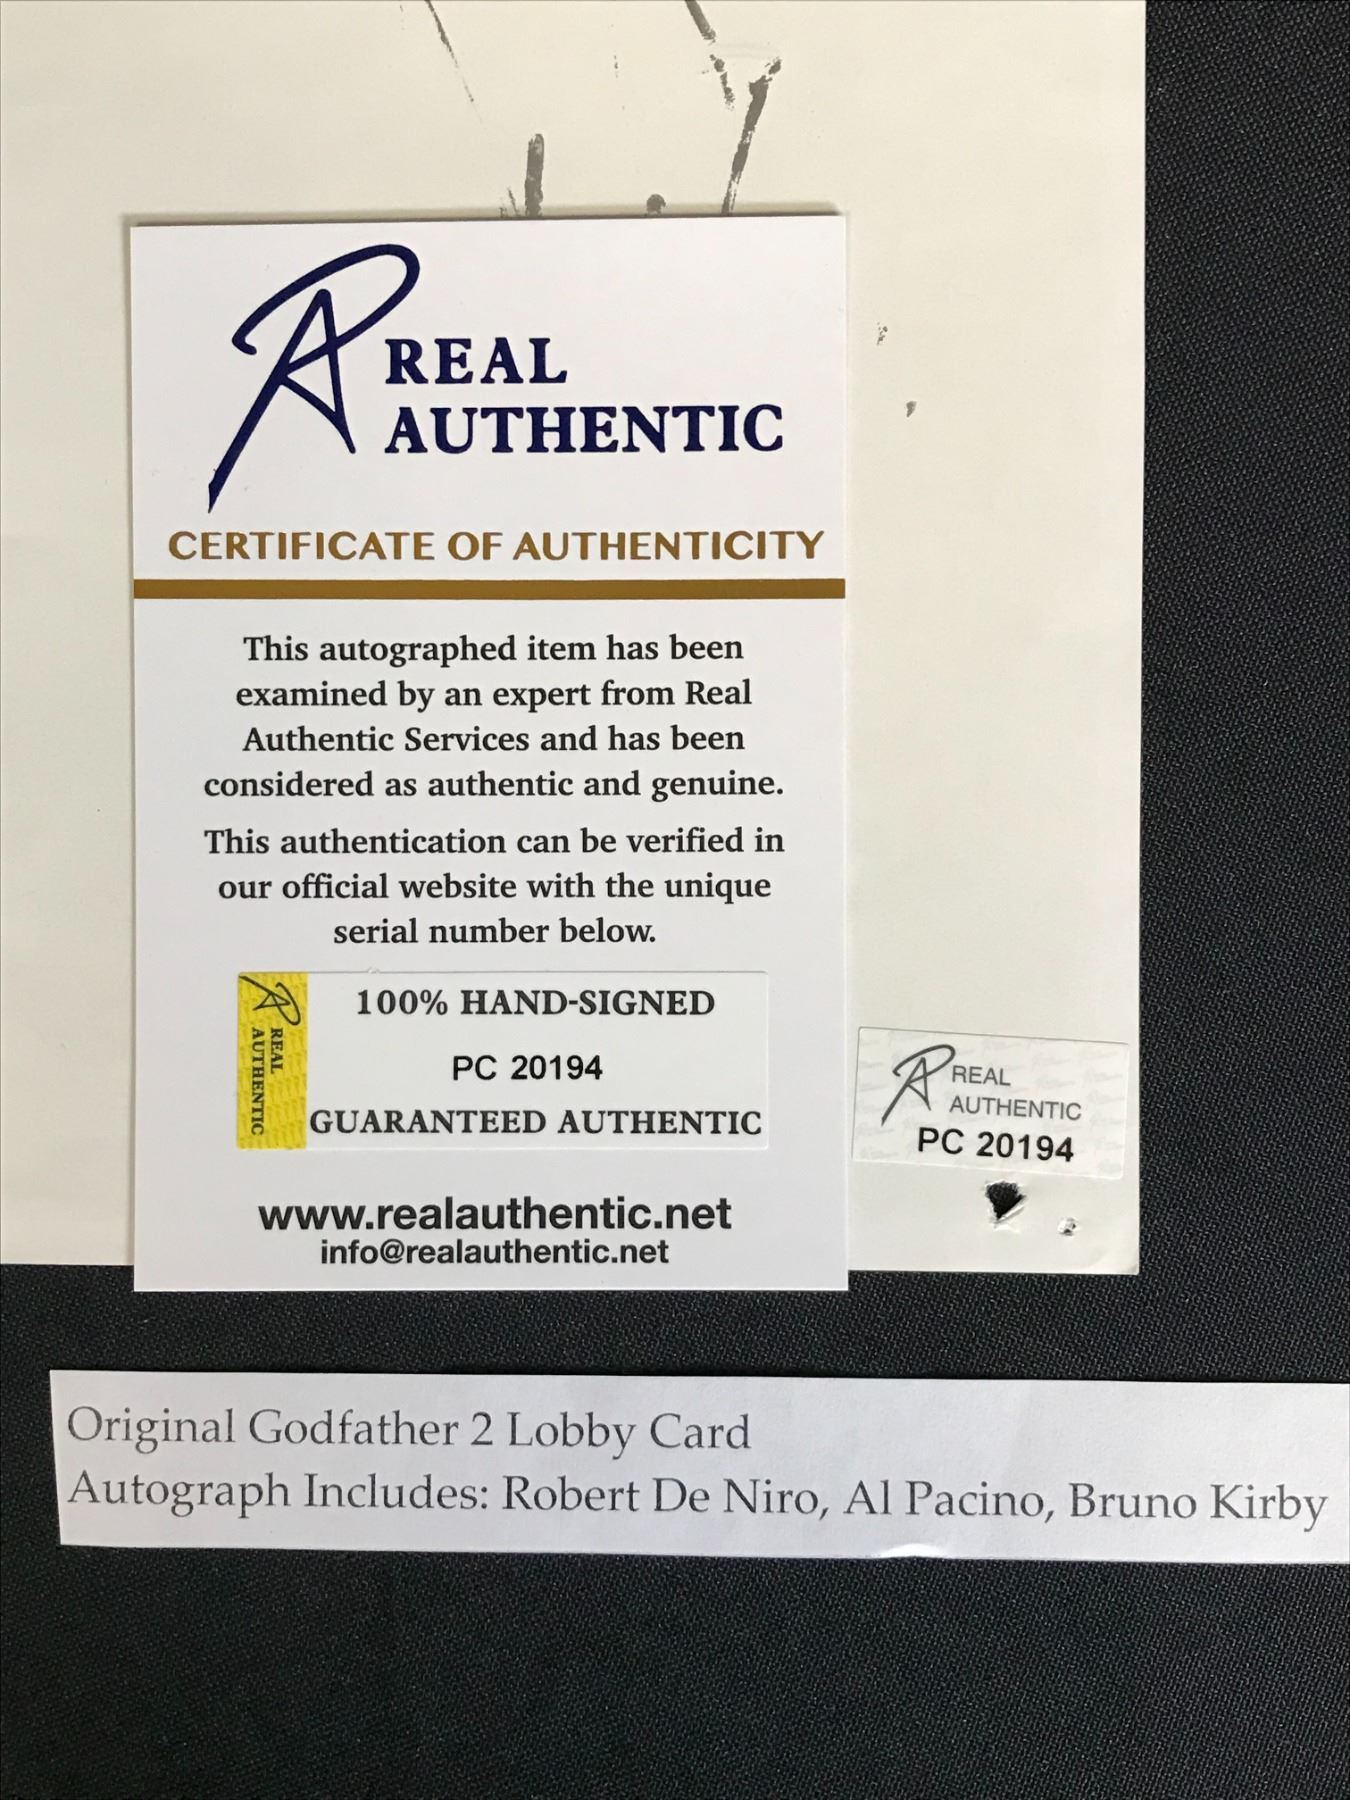 REAL
AUTHENTIC
CERTIFICATE OF AUTHENTICITY
This autographed item has been
examined by an expert from Real
Authentic Services and has been
considered as authentic and genuine.
This authentication can be verified in
our official website with the unique
serial number below.
REAL
AUTHENTIC
100% HAND-SIGNED
PC 20194
GUARANTEED AUTHENTIC
www.realauthentic.net
info@realauthentic.net
REAL
AUTHENTIC
PC 20194
Original Godfather 2 Lobby Card
Autograph Includes: Robert De Niro, Al Pacino, Bruno Kirby